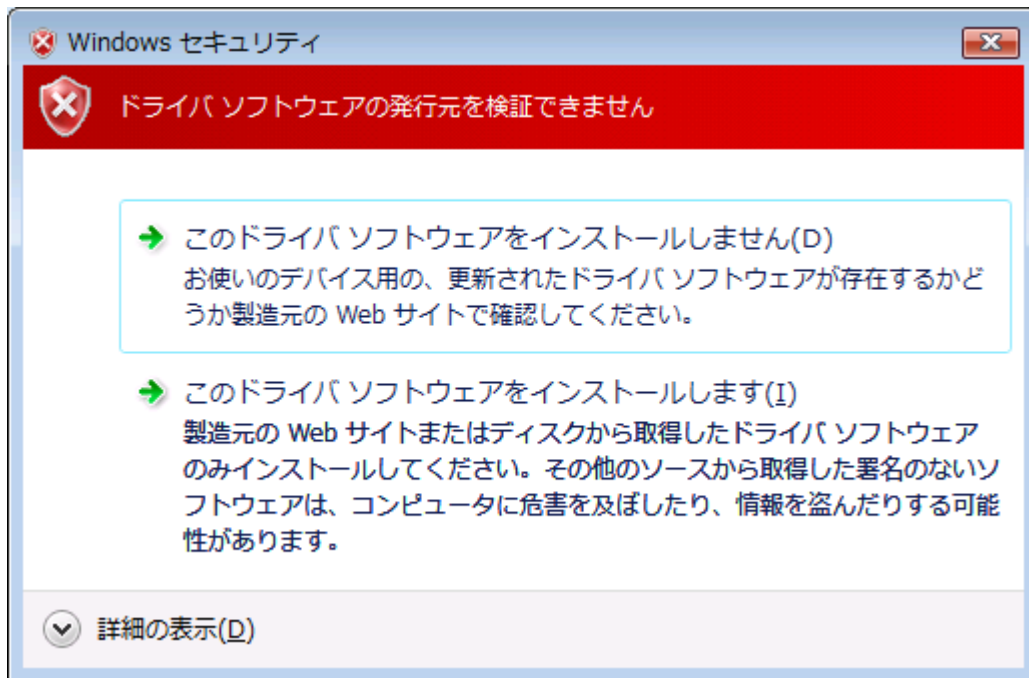 Windows セキュリティ
ドライバ ソフトウェアの発行元を検証できません
このドライバ ソフトウェアをインストールしません(D)
お使いのデバイス用の、更新されたドライバ ソフトウェアが存在するかど
うか製造元の Web サイトで確認してください。
このドライバ ソフトウェアをインストールします(I)
製造元の Web サイトまたはディスクから取得したドライバ ソフトウェア
のみインストールしてください。その他のソースから取得した署名のないソ
フトウェアは、コンピュータに危害を及ぼしたり、情報を盗んだりする可能
性があります。
詳細の表示(D)